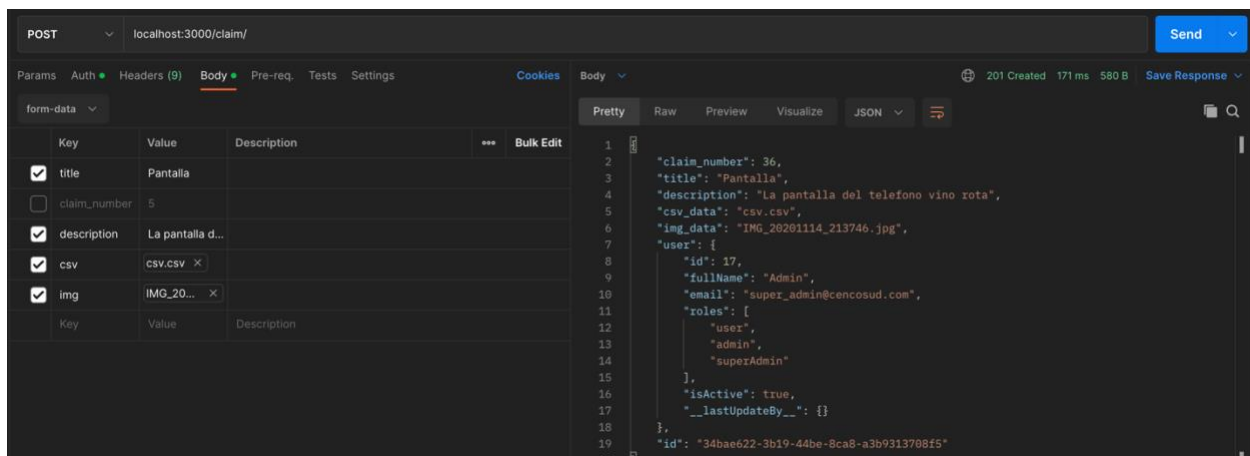 POST localhost:3000/claim/ Send
Params Auth Headers (9) Body Pre-req. Tests Settings Cookies
form-data
Key Value Description ••• Bulk Edit
title Pantalla
claim_number 5
description La pantalla d...
csv csv.csv ×
img IMG_20... ×
Key Value Description
Body 201 Created 171 ms 580 B Save Response
Pretty Raw Preview Visualize JSON
1 {
2 "claim_number": 36,
3 "title": "Pantalla",
4 "description": "La pantalla del telefono vino rota",
5 "csv_data": "csv.csv",
6 "img_data": "IMG_20201114_213746.jpg",
7 "user": {
8 "id": 17,
9 "fullName": "Admin",
10 "email": "super_admin@cencosud.com",
11 "roles": [
12 "user",
13 "admin",
14 "superAdmin"
15 ],
16 "isActive": true,
17 "__lastUpdateBy__": {}
18 },
19 "id": "34bae622-3b19-44be-8ca8-a3b9313708f5"